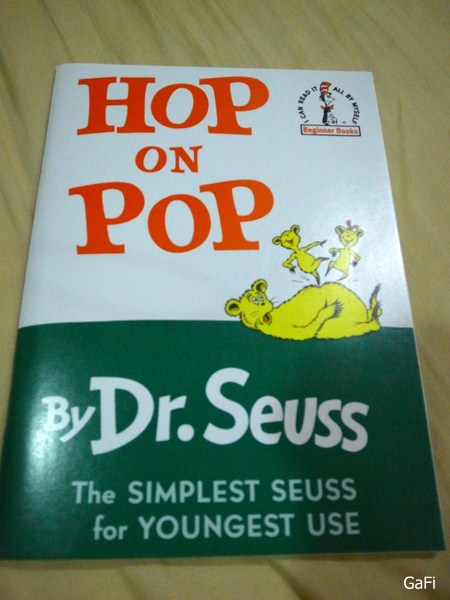 HOP
ON
POP
I CAN READ IT ALL BY MYSELF
Beginner Books
By Dr. Seuss
The SIMPLEST SEUSS
for YOUNGEST USE
GaFi